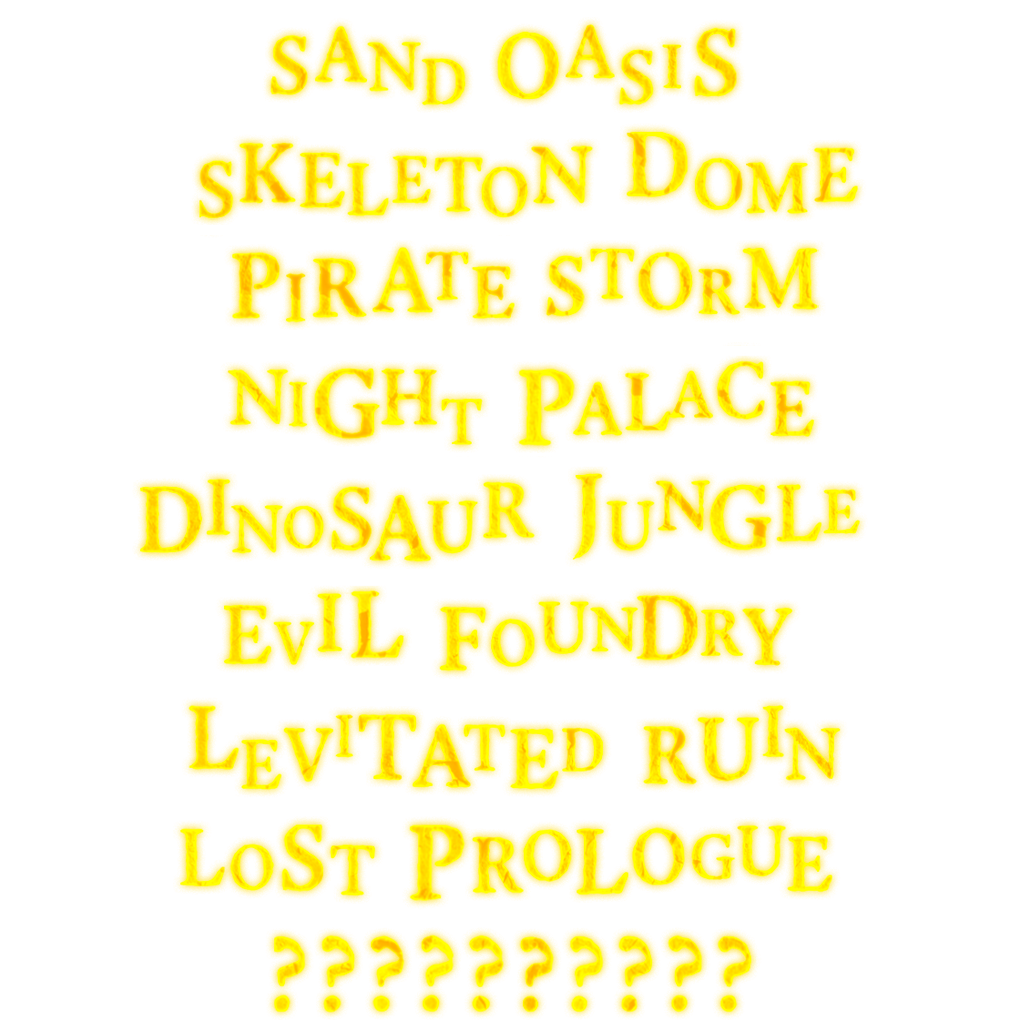 SAND OASIS
SKELETON DOME
PIRATE STORM
NIGHT PALACE
DINOSAUR JUNGLE
EVIL FOUNDRY
LEVITATED RUIN
LOST PROLOGUE
??????????